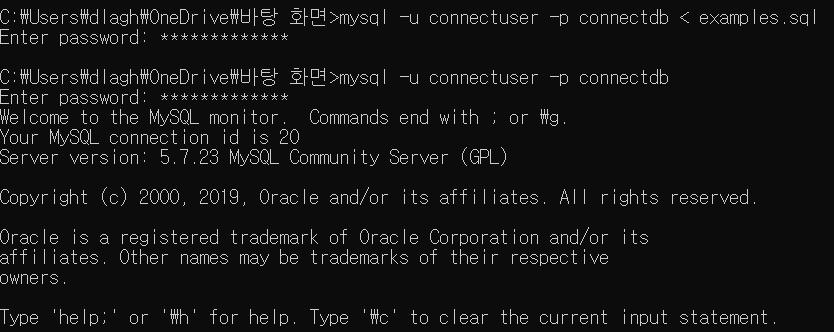 C:₩Users₩dlagh₩OneDrive₩바탕 화면>mysql -u connectuser -p connectdb < examples.sql
Enter password: *************
C:₩Users₩dlagh₩OneDrive₩바탕 화면>mysql -u connectuser -p connectdb
Enter password: *************
Welcome to the MySQL monitor.  Commands end with ; or ₩g.
Your MySQL connection id is 20
Server version: 5.7.23 MySQL Community Server (GPL)
Copyright (c) 2000, 2019, Oracle and/or its affiliates. All rights reserved.
Oracle is a registered trademark of Oracle Corporation and/or its
affiliates. Other names may be trademarks of their respective
owners.
Type 'help;' or '₩h' for help. Type '₩c' to clear the current input statement.